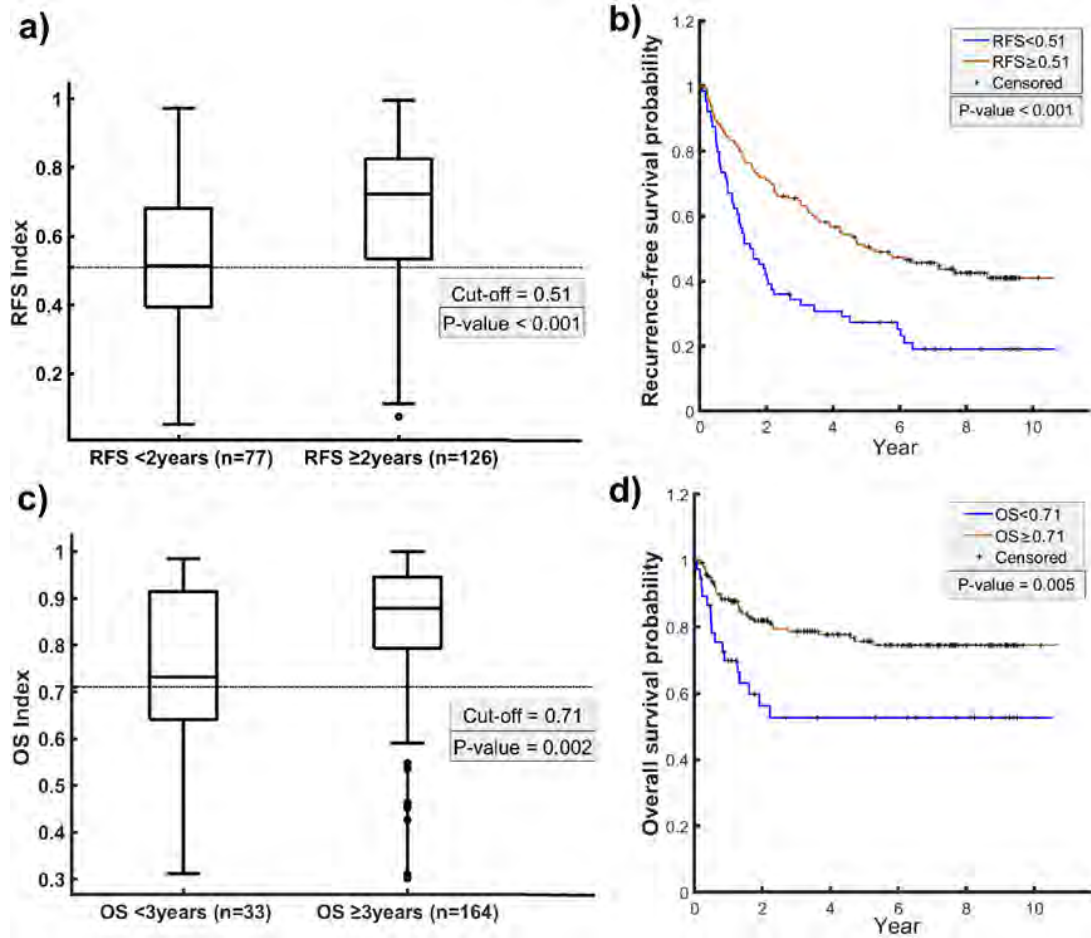 a)
RFS Index
1
0.8
0.6
0.4
0.2
Cut-off = 0.51
P-value < 0.001
RFS <2years (n=77)
RFS ≥2years (n=126)
b)
Recurrence-free survival probability
1.2
1
0.8
0.6
0.4
0.2
0
0 2 4 6 8 10
Year
RFS<0.51
RFS≥0.51
Censored
P-value < 0.001
c)
OS Index
1
0.9
0.8
0.7
0.6
0.5
0.4
0.3
Cut-off = 0.71
P-value = 0.002
OS <3years (n=33)
OS ≥3years (n=164)
d)
Overall survival probability
1.2
1
0.8
0.6
0.4
0.2
0
0 2 4 6 8 10
Year
OS<0.71
OS≥0.71
Censored
P-value = 0.005